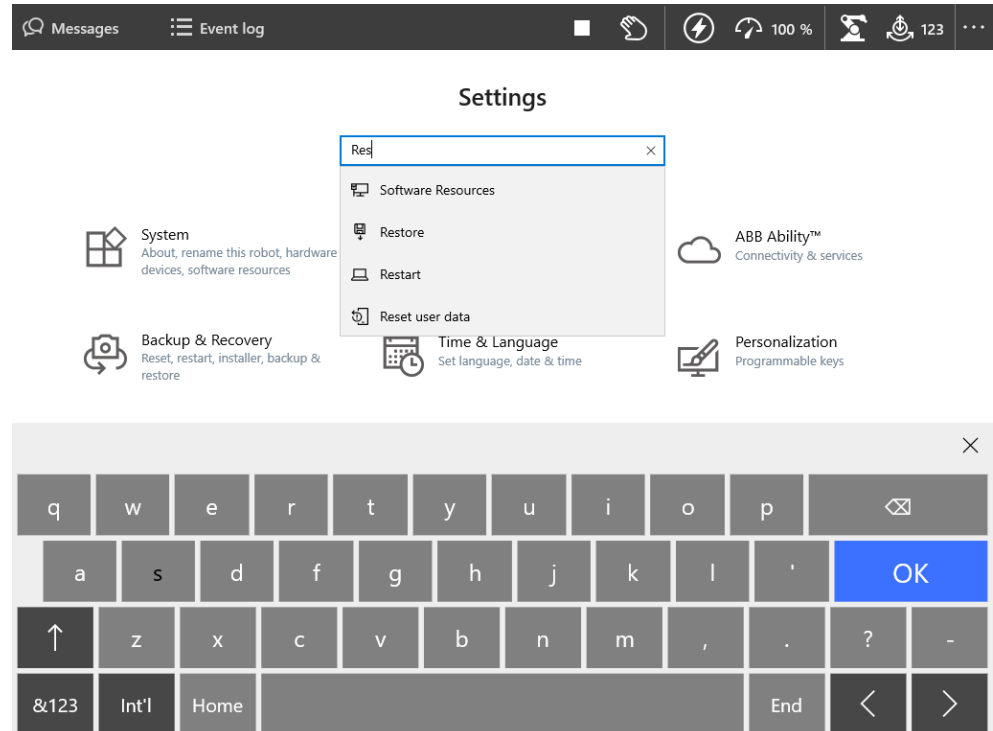 Messages
Event log
100 %
123
...
Settings
Res
Software Resources
Restore
Restart
Reset user data
System
About, rename this robot, hardware
devices, software resources
ABB Ability™
Connectivity & services
Backup & Recovery
Reset, restart, installer, backup &
restore
Time & Language
Set language, date & time
Personalization
Programmable keys
q w e r t y u i o p
a s d f g h j k l ' OK
z x c v b n m , . ? -
&123 Int'l Home End < >